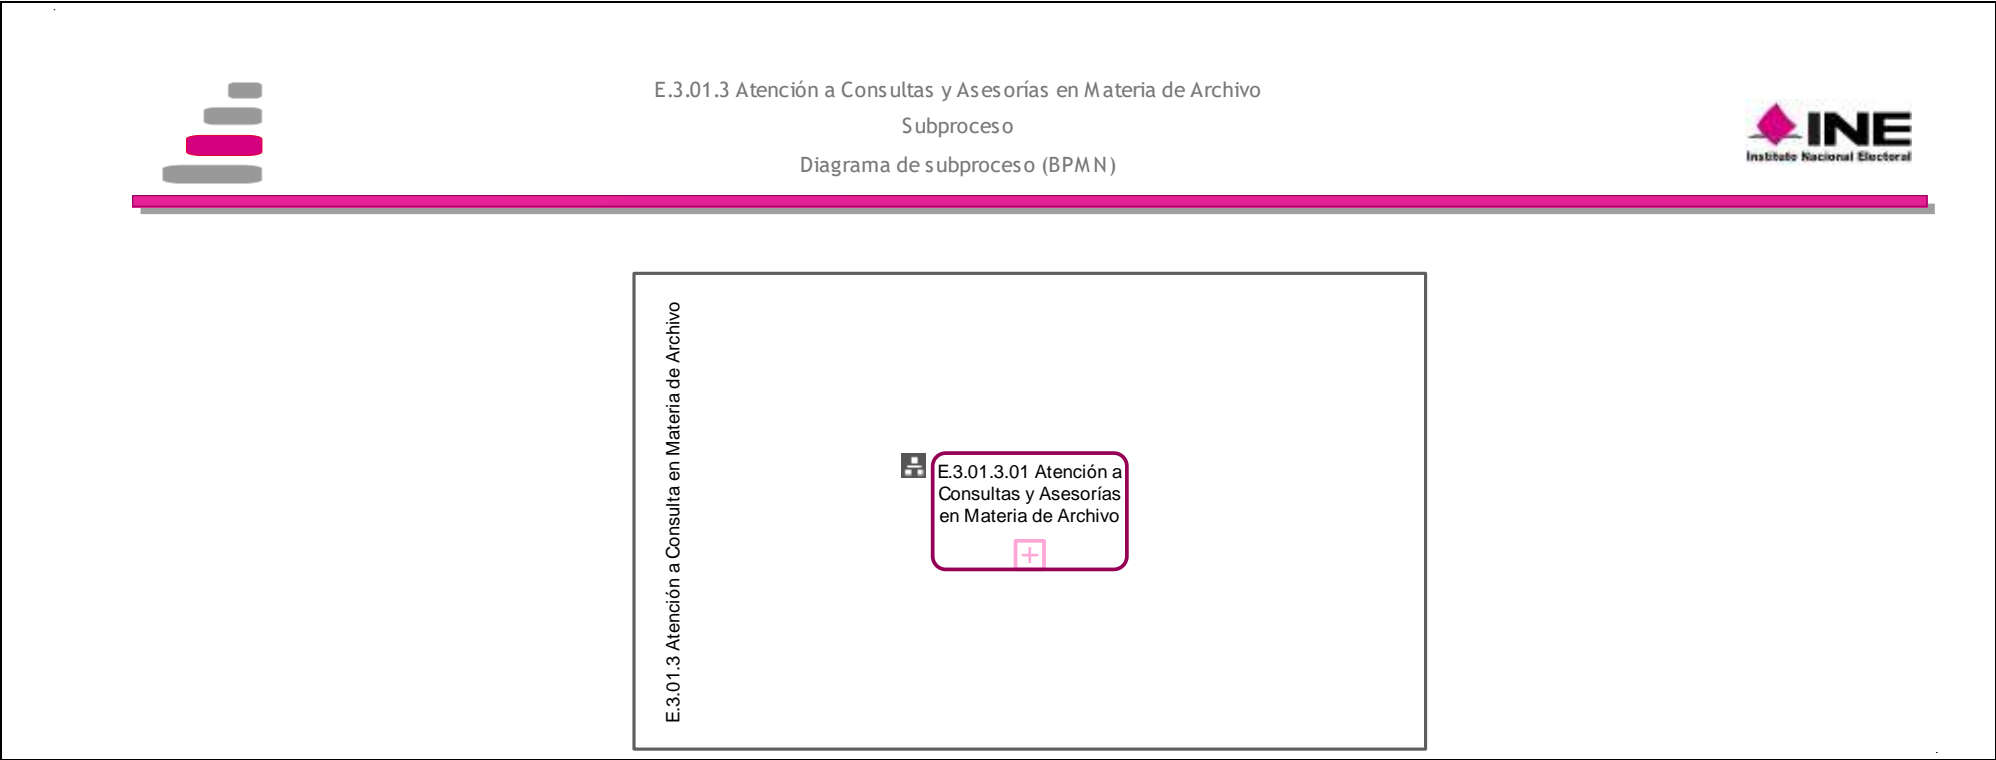 E.3.01.3 Atención a Consultas y Asesorías en Materia de Archivo
Subproceso
Diagrama de subproceso (BPMN)
INE
Instituto Nacional Electoral
E.3.01.3 Atención a Consulta en Materia de Archivo
E.3.01.3.01 Atención a
Consultas y Asesorías
en Materia de Archivo